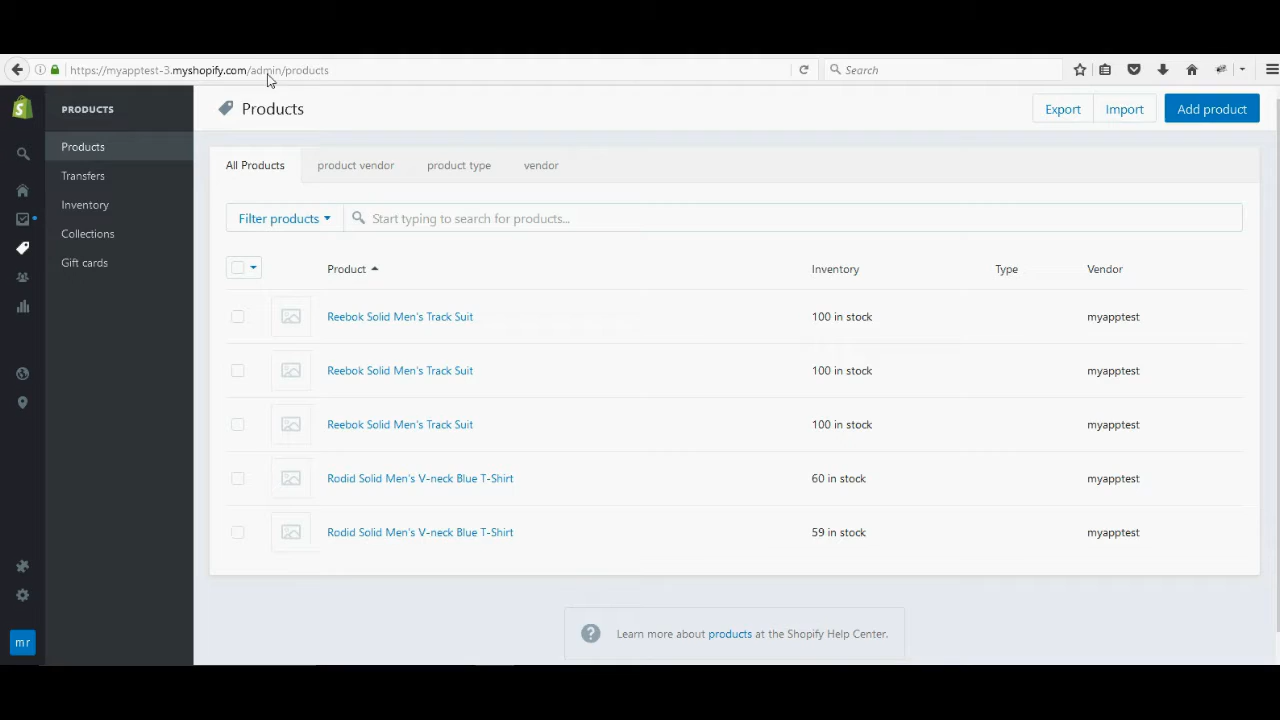 https://myapptest-3.myshopify.com/admin/products
Search
PRODUCTS
Products
Transfers
Inventory
Collections
Gift cards
mr
Products
Export
Import
Add product
All Products
product vendor
product type
vendor
Filter products
Start typing to search for products...
Product
Inventory
Type
Vendor
Reebok Solid Men's Track Suit
100 in stock
myapptest
Reebok Solid Men's Track Suit
100 in stock
myapptest
Reebok Solid Men's Track Suit
100 in stock
myapptest
Rodid Solid Men's V-neck Blue T-Shirt
60 in stock
myapptest
Rodid Solid Men's V-neck Blue T-Shirt
59 in stock
myapptest
Learn more about products at the Shopify Help Center.